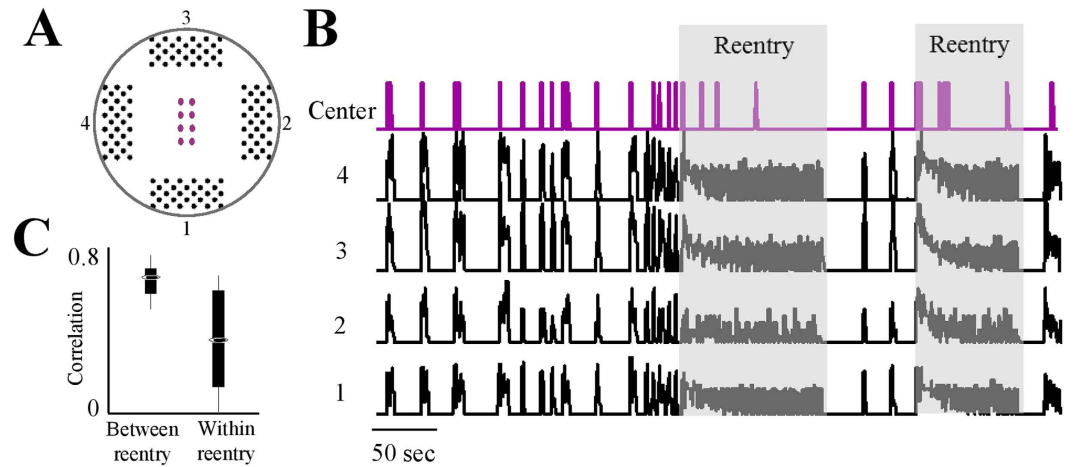 A
3
4
2
1
B
Reentry
Reentry
Center
4
3
2
1
50 sec
C
0.8
Correlation
0
Between
reentry
Within
reentry